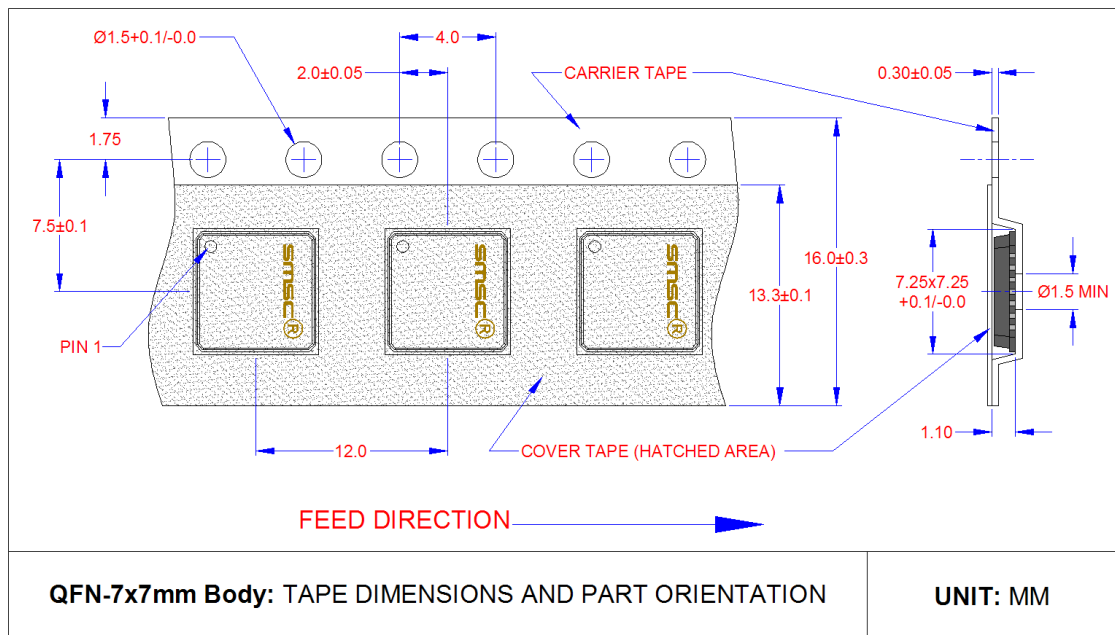 Ø1.5+0.1/-0.0
4.0
2.0±0.05
CARRIER TAPE
0.30±0.05
1.75
7.5±0.1
16.0±0.3
13.3±0.1
7.25x7.25
+0.1/-0.0
Ø1.5 MIN
smsc®
smsc®
smsc®
PIN 1
1.10
12.0
COVER TAPE (HATCHED AREA)
FEED DIRECTION
QFN-7x7mm Body: TAPE DIMENSIONS AND PART ORIENTATION
UNIT: MM